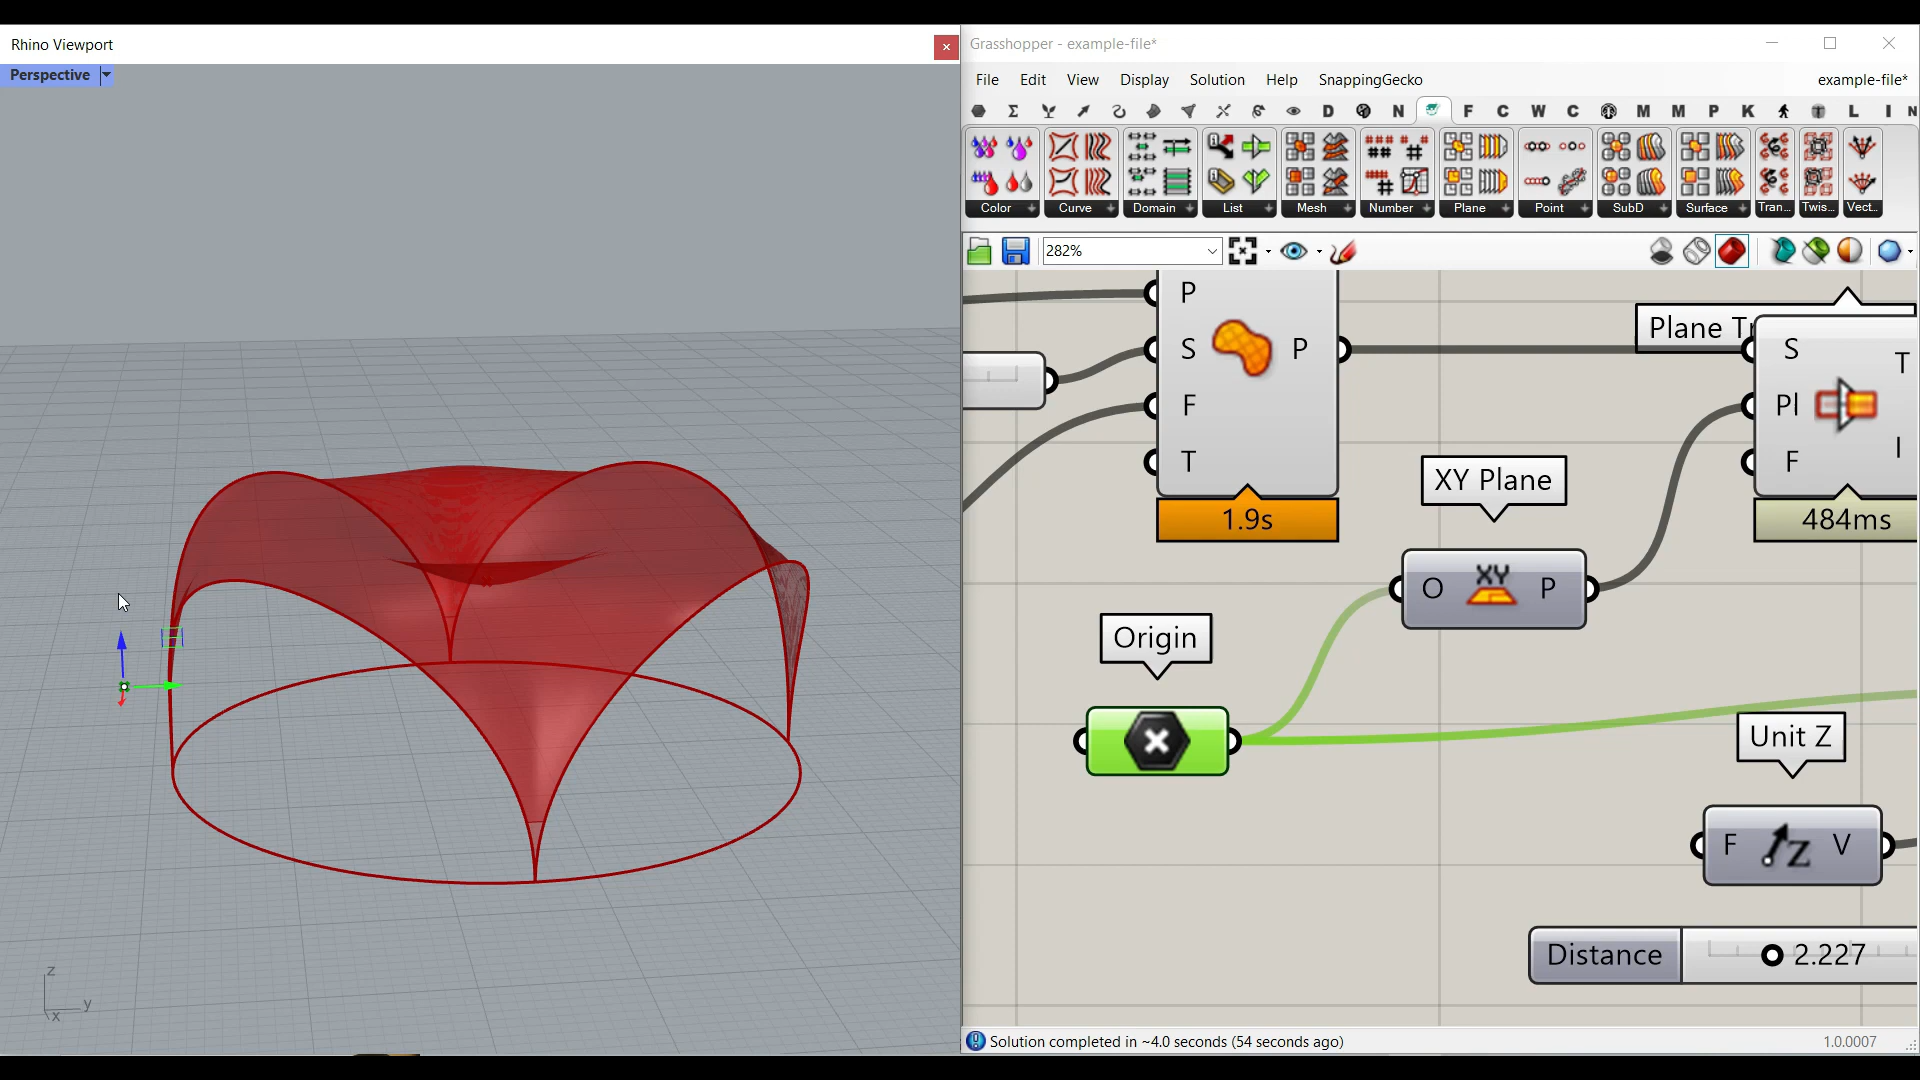 Rhino Viewport
Perspective
z
y
x
Grasshopper - example-file*
File Edit View Display Solution Help SnappingGecko example-file*
Σ D N F C W C M M P K L I N
Color Curve Domain List Mesh Number Plane Point SubD Surface Tran... Twis... Vect..
282%
P
S P
F
T
1.9s
Plane Tr
S T
Pl
F I
484ms
XY Plane
O XY P
Origin
Unit Z
F Z V
Distance 2.227
Solution completed in ~4.0 seconds (54 seconds ago) 1.0.0007